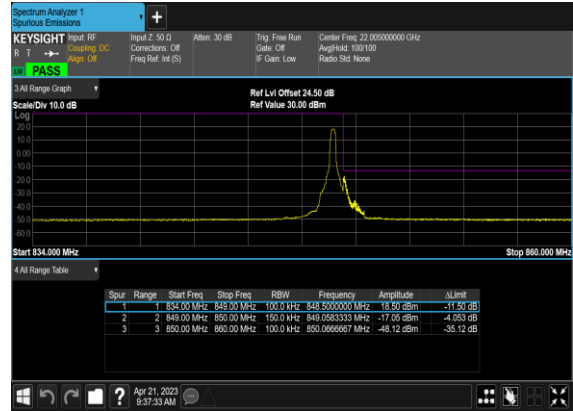 Spectrum Analyzer 1
Spurious Emissions
+
KEYSIGHT Input: RF Input Z: 50 Ω Atten: 30 dB Trig: Free Run Center Freq: 22.005000000 GHz
R T Coupling: DC Corrections: Off Gate: Off Avg|Hold: 100/100
Align: Off Freq Ref: Int (S) IF Gain: Low Radio Std: None
PASS
3 All Range Graph
Ref Lvl Offset 24.50 dB
Scale/Div 10.0 dB Ref Value 30.00 dBm
Log
20.0
10.0
0.00
-10.0
-20.0
-30.0
-40.0
-50.0
-60.0
Start 834.000 MHz Stop 860.000 MHz
4 All Range Table
Spur Range Start Freq Stop Freq RBW Frequency Amplitude ΔLimit
1 1 834.00 MHz 849.00 MHz 100.0 kHz 848.5000000 MHz 18.50 dBm -11.50 dB
2 2 849.00 MHz 850.00 MHz 150.0 kHz 849.0583333 MHz -17.05 dBm -4.053 dB
3 3 850.00 MHz 860.00 MHz 100.0 kHz 850.0666667 MHz -48.12 dBm -35.12 dB
? Apr 21, 2023
9:37:33 AM